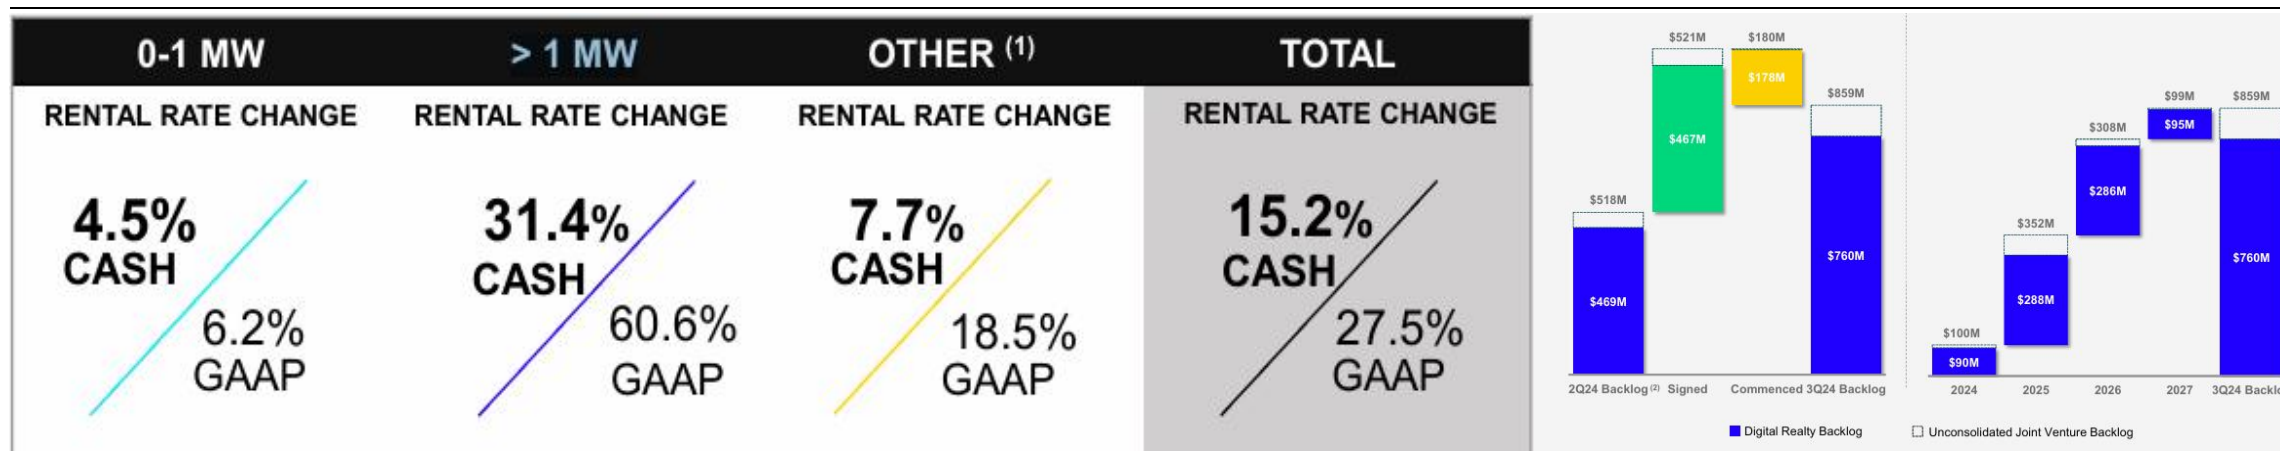 0-1 MW
> 1 MW
OTHER (1)
TOTAL
RENTAL RATE CHANGE
RENTAL RATE CHANGE
RENTAL RATE CHANGE
RENTAL RATE CHANGE
4.5%
CASH
6.2%
GAAP
31.4%
CASH
60.6%
GAAP
7.7%
CASH
18.5%
GAAP
15.2%
CASH
27.5%
GAAP
$521M
$180M
$178M
$859M
$467M
$518M
$760M
$469M
2Q24 Backlog (2)
Signed
Commenced
3Q24 Backlog
$99M
$859M
$95M
$308M
$286M
$352M
$760M
$288M
$100M
$90M
2024
2025
2026
2027
3Q24 Backlo
Digital Realty Backlog
Unconsolidated Joint Venture Backlog